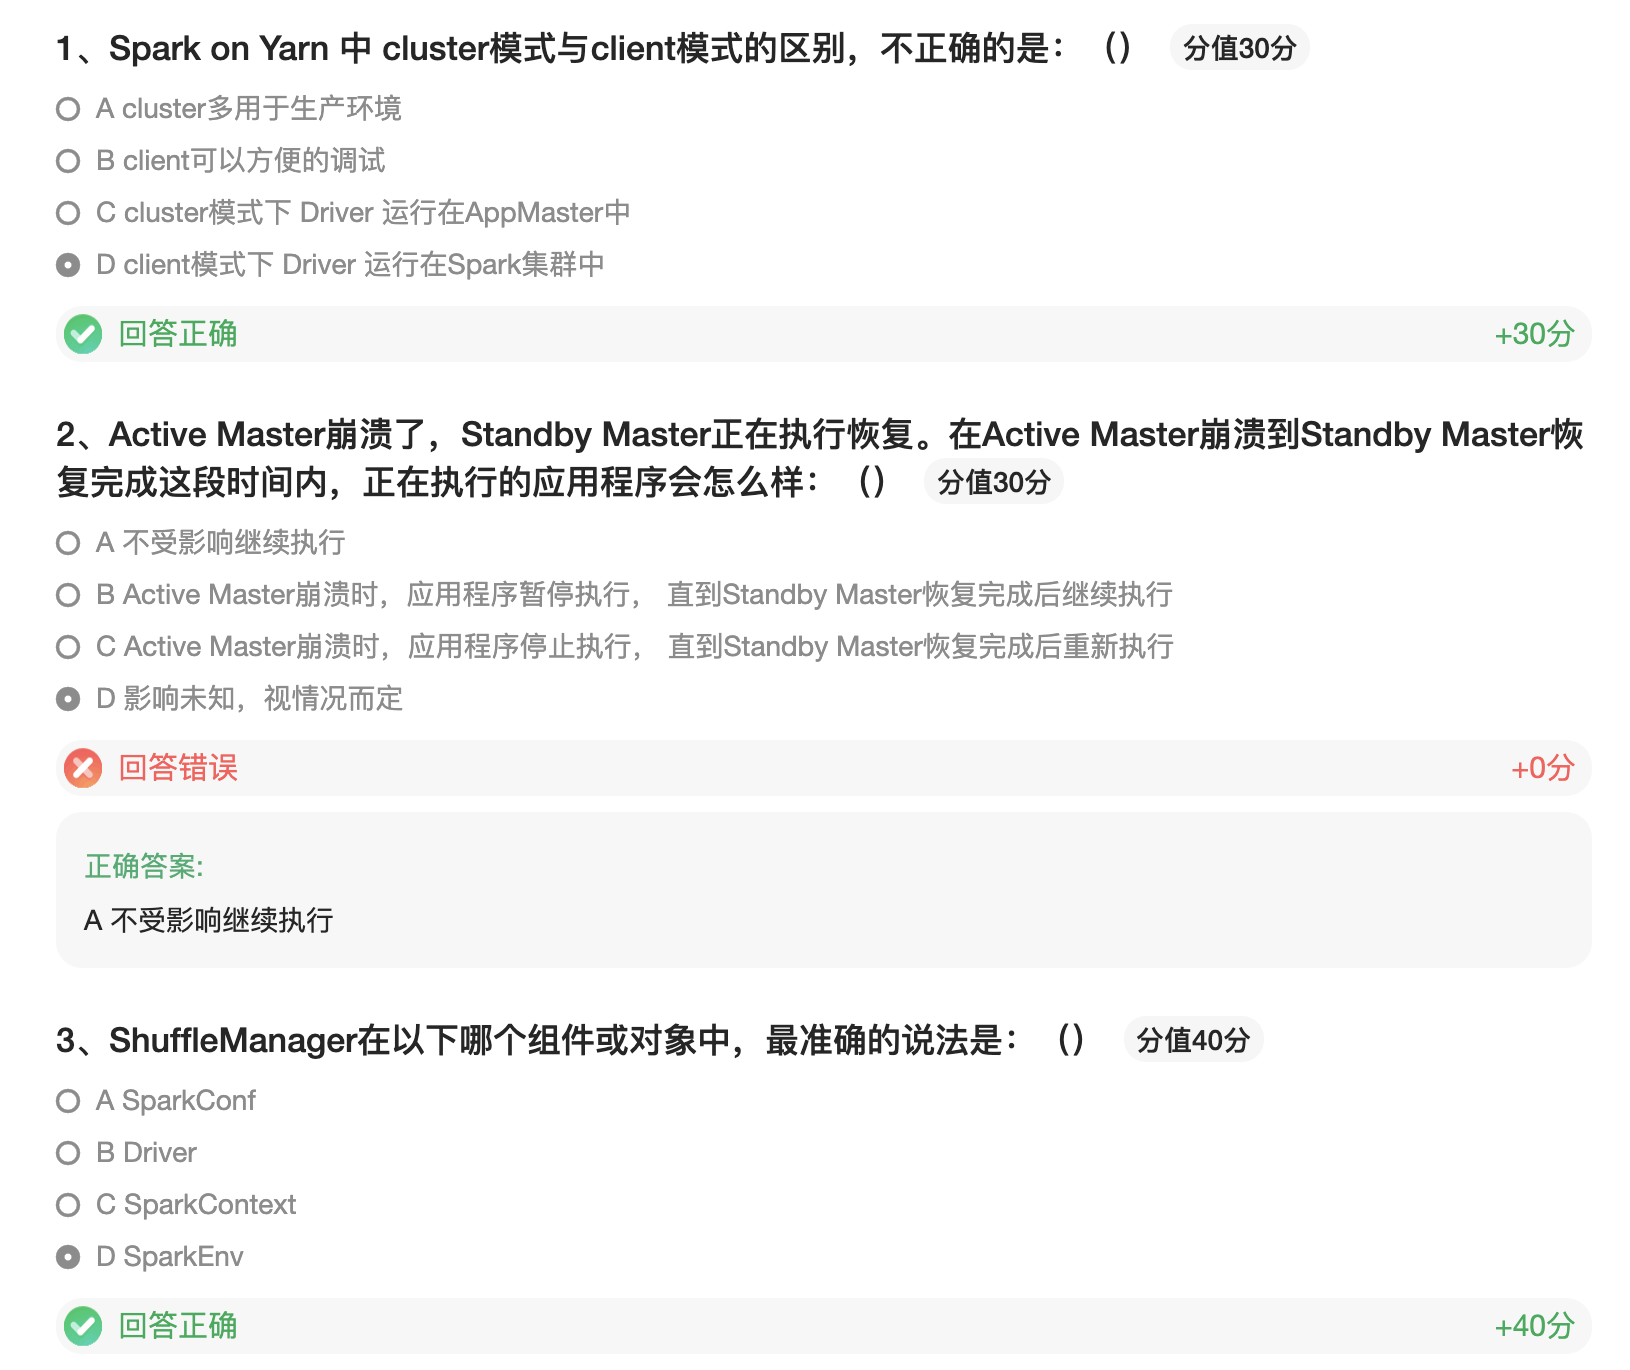 1、Spark on Yarn 中 cluster模式与client模式的区别，不正确的是： （） 分值30分
A cluster多用于生产环境
B client可以方便的调试
C cluster模式下 Driver 运行在AppMaster中
D client模式下 Driver 运行在Spark集群中
回答正确 +30分
2、Active Master崩溃了，Standby Master正在执行恢复。在Active Master崩溃到Standby Master恢
复完成这段时间内，正在执行的应用程序会怎么样： （） 分值30分
A 不受影响继续执行
B Active Master崩溃时，应用程序暂停执行， 直到Standby Master恢复完成后继续执行
C Active Master崩溃时，应用程序停止执行， 直到Standby Master恢复完成后重新执行
D 影响未知，视情况而定
回答错误 +0分
正确答案:
A 不受影响继续执行
3、ShuffleManager在以下哪个组件或对象中，最准确的说法是： （） 分值40分
A SparkConf
B Driver
C SparkContext
D SparkEnv
回答正确 +40分